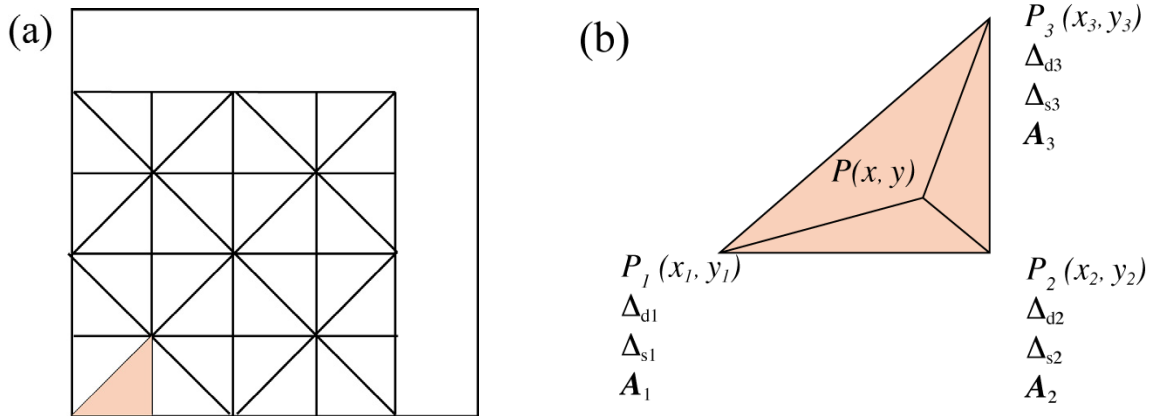 (a)
(b)
P₃ (x₃, y₃)
Δd3
Δs3
A₃
P(x, y)
P₁ (x₁, y₁)
Δd1
Δs1
A₁
P₂ (x₂, y₂)
Δd2
Δs2
A₂